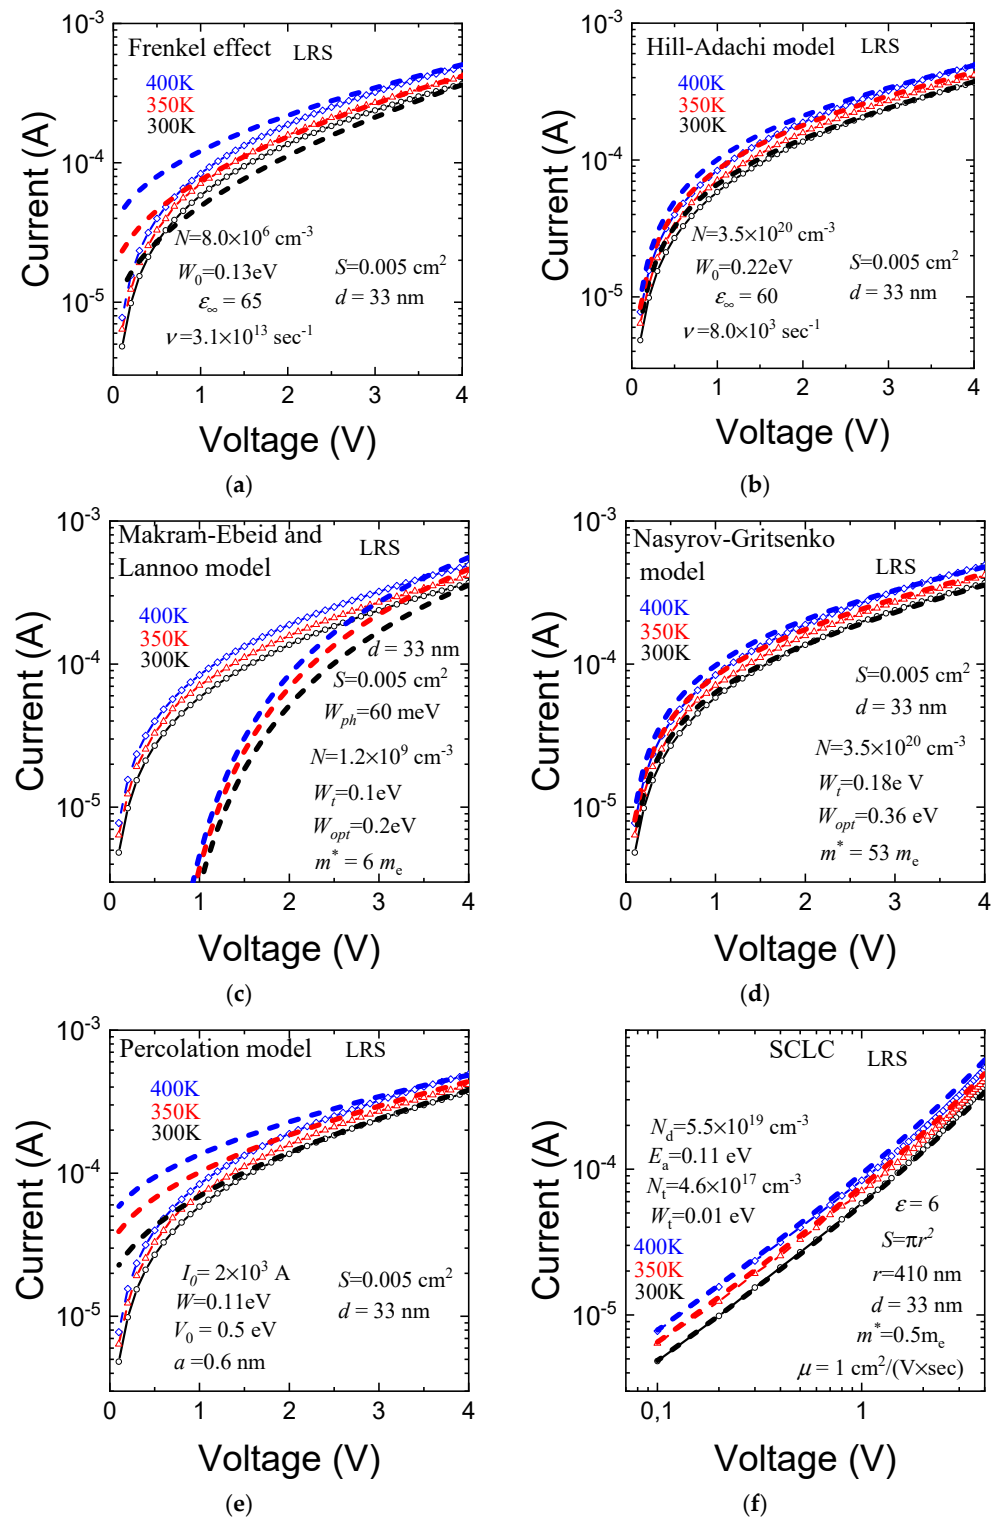 Frenkel effect
LRS
400K
350K
300K
N=8.0×10⁶ cm⁻³
W₀=0.13eV
ε∞ = 65
ν=3.1×10¹³ sec⁻¹
S=0.005 cm²
d = 33 nm
10⁻³
10⁻⁴
10⁻⁵
Current (A)
0 1 2 3 4
Voltage (V)
(a)
Hill-Adachi model
LRS
400K
350K
300K
N=3.5×10²⁰ cm⁻³
W₀=0.22eV
ε∞ = 60
ν=8.0×10³ sec⁻¹
S=0.005 cm²
d = 33 nm
10⁻³
10⁻⁴
10⁻⁵
Current (A)
0 1 2 3 4
Voltage (V)
(b)
Makram-Ebeid and
Lannoo model
LRS
400K
350K
300K
d = 33 nm
S=0.005 cm²
Wph=60 meV
N=1.2×10⁹ cm⁻³
Wt=0.1eV
Wopt=0.2eV
m* = 6 me
10⁻³
10⁻⁴
10⁻⁵
Current (A)
0 1 2 3 4
Voltage (V)
(c)
Nasyrov-Gritsenko
model
LRS
400K
350K
300K
S=0.005 cm²
d = 33 nm
N=3.5×10²⁰ cm⁻³
Wt=0.18e V
Wopt=0.36 eV
m* = 53 me
10⁻³
10⁻⁴
10⁻⁵
Current (A)
0 1 2 3 4
Voltage (V)
(d)
Percolation model
LRS
400K
350K
300K
I₀= 2×10³ A
W=0.11eV
V₀ = 0.5 eV
a =0.6 nm
S=0.005 cm²
d = 33 nm
10⁻³
10⁻⁴
10⁻⁵
Current (A)
0 1 2 3 4
Voltage (V)
(e)
SCLC
LRS
Nd=5.5×10¹⁹ cm⁻³
Ea=0.11 eV
Nt=4.6×10¹⁷ cm⁻³
Wt=0.01 eV
400K
350K
300K
ε = 6
S=πr²
r=410 nm
d = 33 nm
m*=0.5me
μ = 1 cm²/(V×sec)
10⁻⁴
10⁻⁵
Current (A)
0,1 1
Voltage (V)
(f)